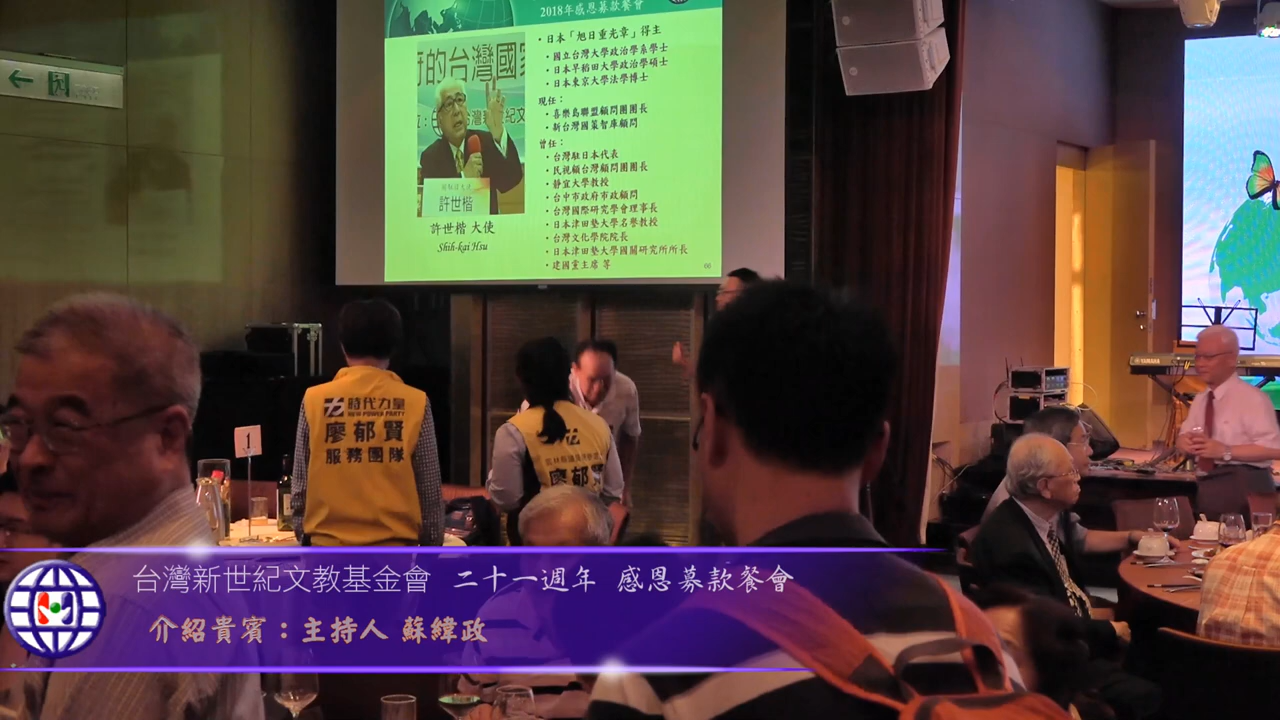 2018年感恩募款餐會
• 日本「旭日重光章」得主
• 國立台灣大學政治學系學士
• 日本早稻田大學政治學碩士
• 日本東京大學法學博士
現任：
• 喜樂島聯盟顧問團團長
• 新台灣國策智庫顧問
曾任：
• 台灣駐日本代表
• 民視顧台灣顧問團團長
• 靜宜大學教授
• 台中市政府市政顧問
• 台灣國際研究學會理事長
• 日本津田塾大學名譽教授
• 台灣文化學院院長
• 日本津田塾大學國關研究所所長
• 建國黨主席 等
66
的台灣國
許世楷
許世楷 大使
Shih-kai Hsu
時代力量
NEW POWER PARTY
廖郁賢
服務團隊
廖郁賢
1
YAMAHA
台灣新世紀文教基金會 二十一週年 感恩募款餐會
介紹貴賓：主持人 蘇緯政